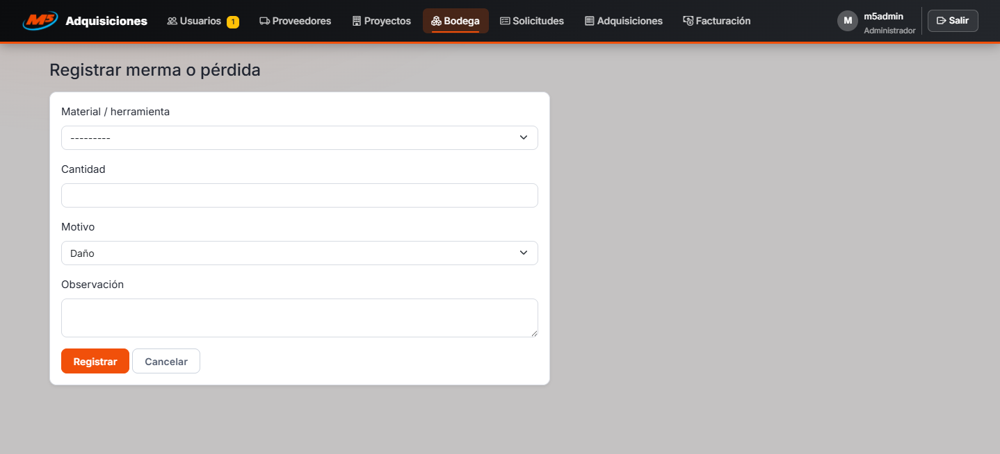 M5 Adquisiciones Usuarios 1 Proveedores Proyectos Bodega Solicitudes Adquisiciones Facturación M m5admin Salir
Administrador
Registrar merma o pérdida
Material / herramienta
---------
Cantidad
Motivo
Daño
Observación
Registrar Cancelar